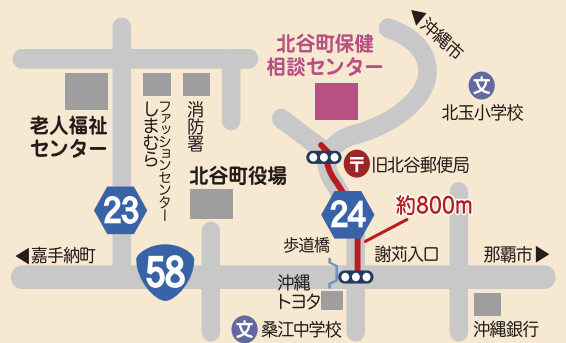 沖縄市
北谷町保健
相談センター
文
北玉小学校
老人福祉
センター
ファッションセンター
しまむら
消防署
北谷町役場
〒
旧北谷郵便局
23
24
約800m
嘉手納町
58
歩道橋
謝苅入口
那覇市
沖縄
トヨタ
文
桑江中学校
沖縄銀行